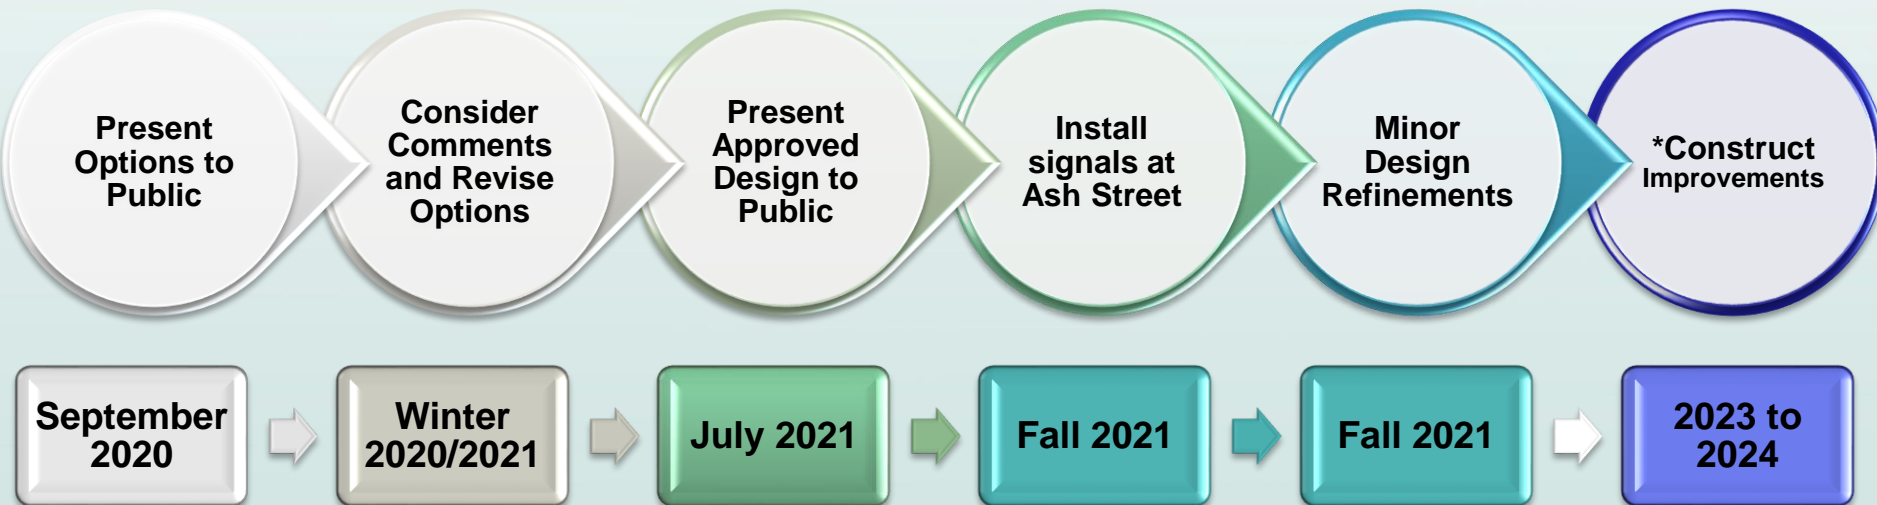 Present
Options to
Public
Consider
Comments
and Revise
Options
Present
Approved
Design to
Public
Install
signals at
Ash Street
Minor
Design
Refinements
*Construct
Improvements
September
2020
Winter
2020/2021
July 2021
Fall 2021
Fall 2021
2023 to
2024